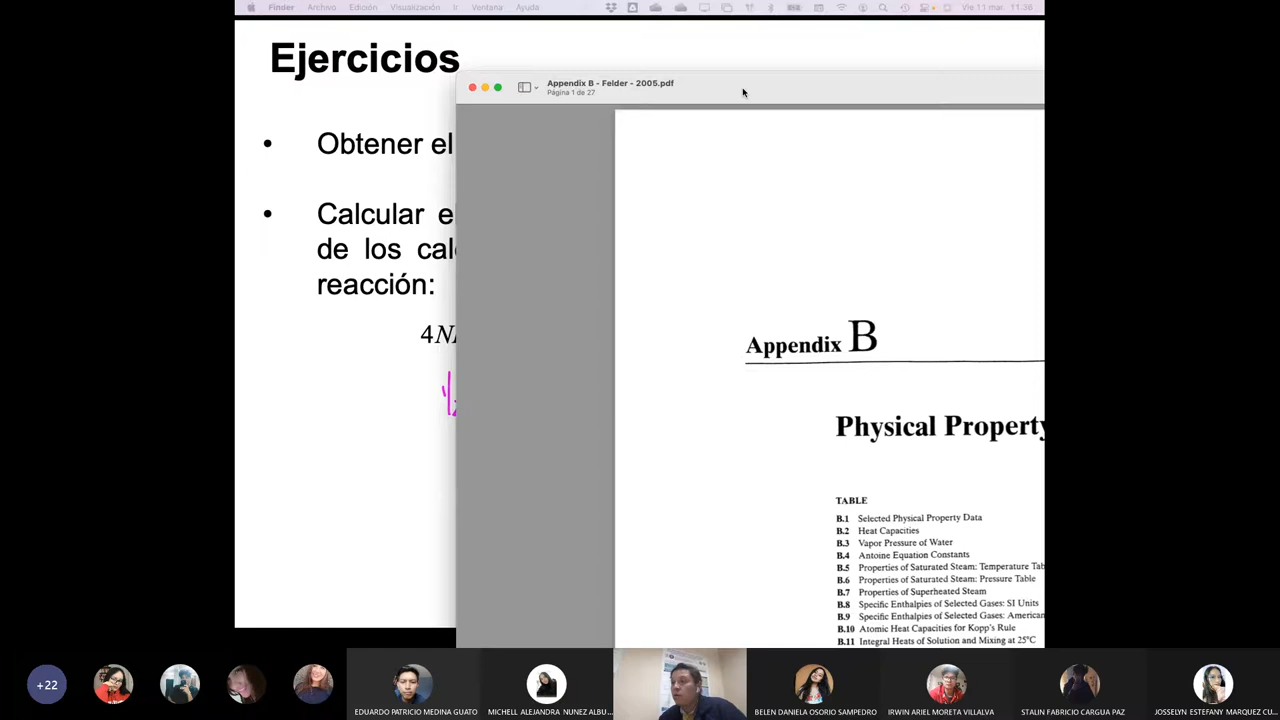 Finder Archivo Edición Visualización Ir Ventana Ayuda
Vie 11 mar. 11:36
Ejercicios
• Obtener el
• Calcular e
de los calo
reacción:
Appendix B - Felder - 2005.pdf
Página 1 de 27
Appendix B
Physical Property
TABLE
B.1 Selected Physical Property Data
B.2 Heat Capacities
B.3 Vapor Pressure of Water
B.4 Antoine Equation Constants
B.5 Properties of Saturated Steam: Temperature Tab
B.6 Properties of Saturated Steam: Pressure Table
B.7 Properties of Superheated Steam
B.8 Specific Enthalpies of Selected Gases: SI Units
B.9 Specific Enthalpies of Selected Gases: American
B.10 Atomic Heat Capacities for Kopp's Rule
B.11 Integral Heats of Solution and Mixing at 25°C
+22
EDUARDO PATRICIO MEDINA GUATO
MICHELL ALEJANDRA NUNEZ ALBU...
BELEN DANIELA OSORIO SAMPEDRO
IRWIN ARIEL MORETA VILLALVA
STALIN FABRICIO CARGUA PAZ
JOSSELYN ESTEFANY MARQUEZ CU...